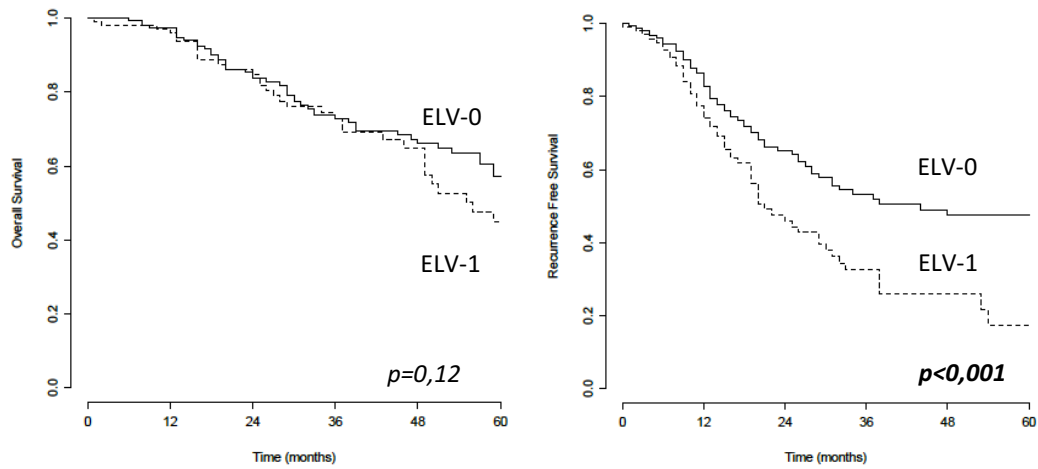 Overall Survival
1.0
0.8
0.6
0.4
0.2
0.0
ELV-0
ELV-1
p=0,12
0 12 24 36 48 60
Time (months)
Recurrence Free Survival
1.0
0.8
0.6
0.4
0.2
0.0
ELV-0
ELV-1
p<0,001
0 12 24 36 48 60
Time (months)